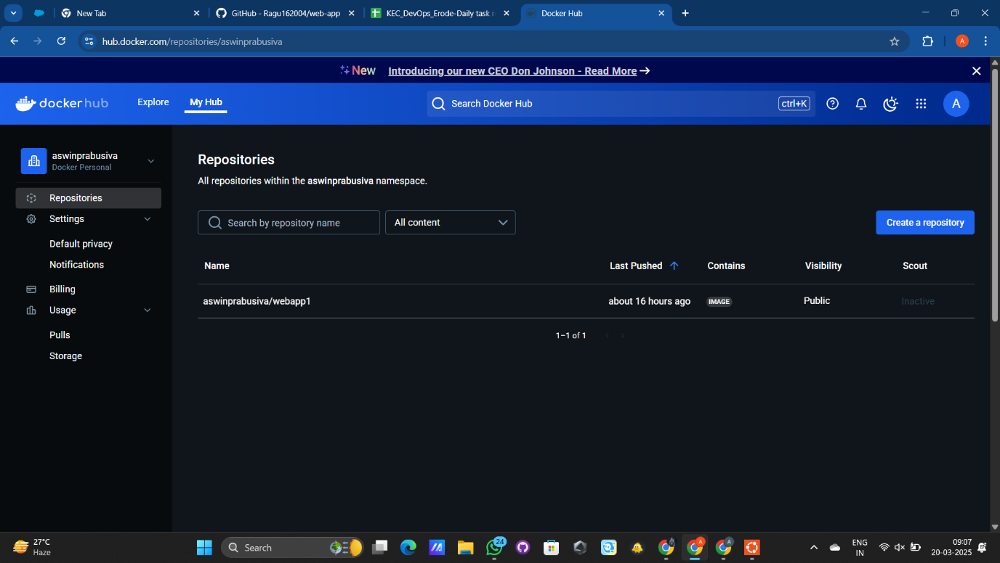 New Tab
GitHub - Ragu162004/web-app
KEC_DevOps_Erode-Daily task r
Docker Hub
hub.docker.com/repositories/aswinprabusiva
A
New Introducing our new CEO Don Johnson - Read More →
docker hub
Explore
My Hub
Search Docker Hub
ctrl+K
A
aswinprabusiva
Docker Personal
Repositories
Settings
Default privacy
Notifications
Billing
Usage
Pulls
Storage
Repositories
All repositories within the aswinprabusiva namespace.
Search by repository name
All content
Create a repository
Name Last Pushed Contains Visibility Scout
aswinprabusiva/webapp1 about 16 hours ago IMAGE Public Inactive
1–1 of 1
27°C
Haze
Search
24
A
A
ENG
IN
09:07
20-03-2025